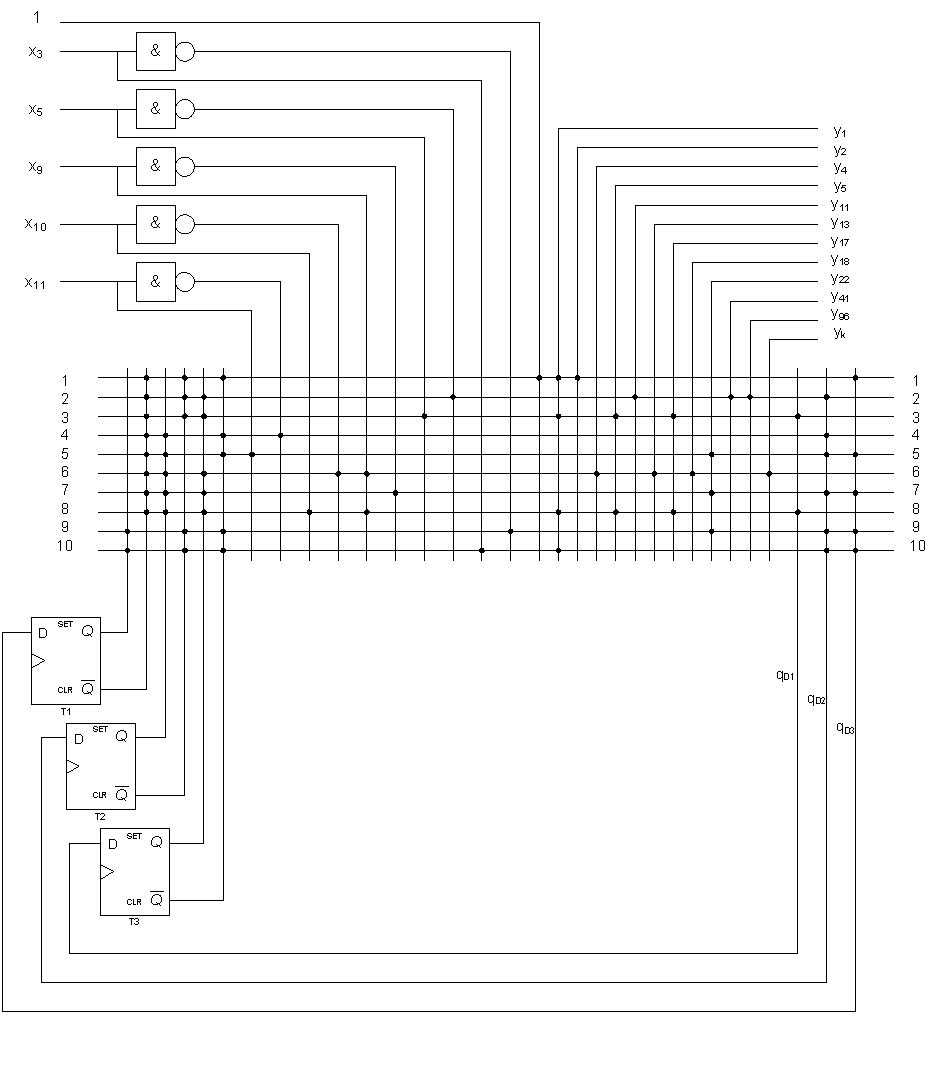 1
x3
&
x5
&
x9
&
x10
&
x11
&
y1
y2
y4
y5
y11
y13
y17
y18
y22
y41
y96
yk
1 1
2 2
3 3
4 4
5 5
6 6
7 7
8 8
9 9
10 10
D SET Q
CLR Q̅
T1
D SET Q
CLR Q̅
T2
D SET Q
CLR Q̅
T3
qD1
qD2
qD3